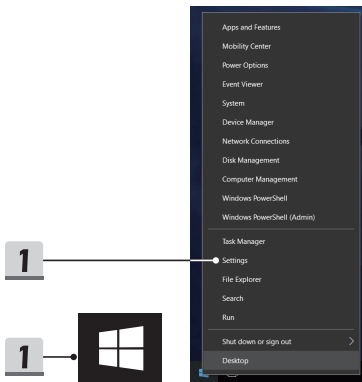 Apps and Features
Mobility Center
Power Options
Event Viewer
System
Device Manager
Network Connections
Disk Management
Computer Management
Windows PowerShell
Windows PowerShell (Admin)
Task Manager
1
Settings
File Explorer
Search
Run
Shut down or sign out
1
Desktop